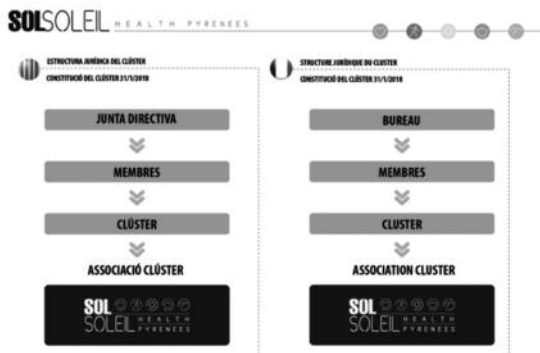 SOLSOLEIL HEALTH PYRENEES
ESTRUCTURA JURÍDICA DEL CLÚSTER
CONSTITUCIÓ DEL CLÚSTER 31/1/2018
JUNTA DIRECTIVA
MEMBRES
CLÚSTER
ASSOCIACIÓ CLÚSTER
SOL
SOLEIL HEALTH PYRENEES
STRUCTURE JURIDIQUE DU CLUSTER
CONSTITUCIÓ DEL CLÚSTER 31/1/2018
BUREAU
MEMBRES
CLUSTER
ASSOCIATION CLUSTER
SOL
SOLEIL HEALTH PYRENEES